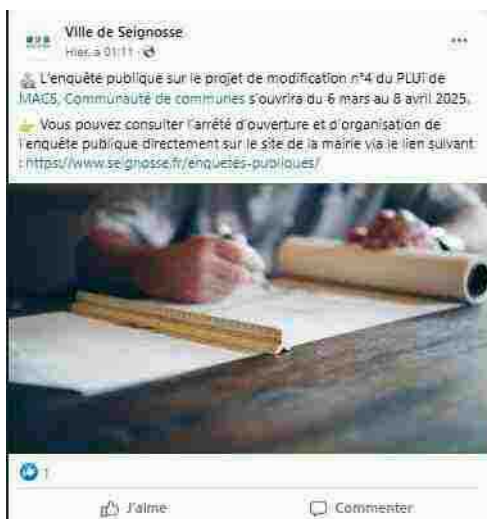 Ville de Seignosse
Hier, à 01:11
L'enquête publique sur le projet de modification n°4 du PLUi de
MACS, Communauté de communes s'ouvrira du 6 mars au 8 avril 2025.
Vous pouvez consulter l'arrêté d'ouverture et d'organisation de
l'enquête publique directement sur le site de la mairie via le lien suivant
: https://www.seignosse.fr/enquetes-publiques/
1
J'aime
Commenter